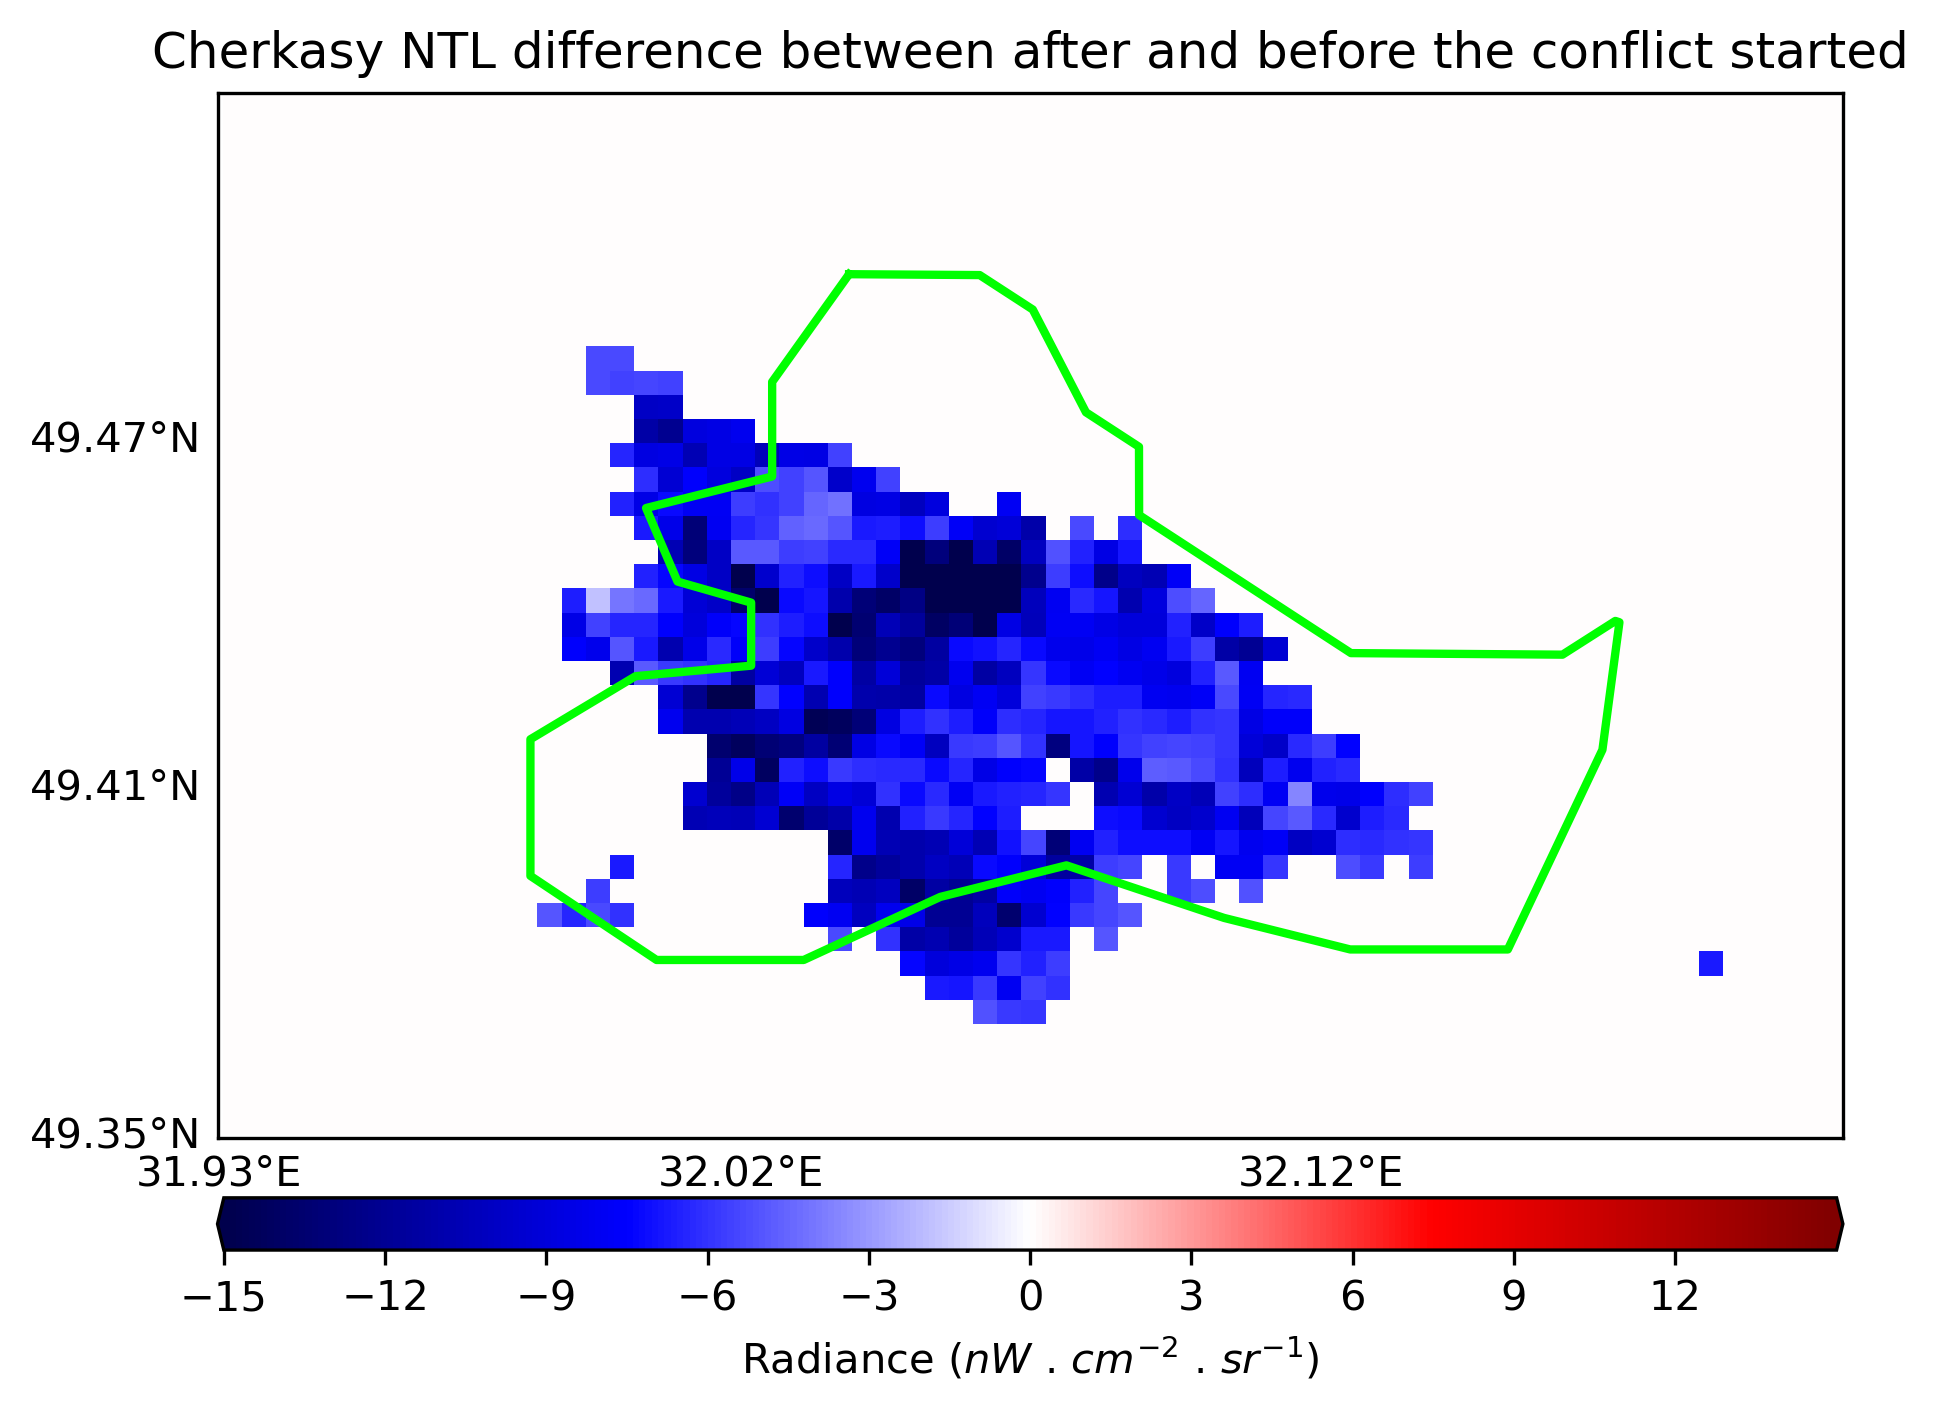 Cherkasy NTL difference between after and before the conflict started
49.47°N
49.41°N
49.35°N
31.93°E 32.02°E 32.12°E
−15 −12 −9 −6 −3 0 3 6 9 12
Radiance (nW . cm⁻² . sr⁻¹)